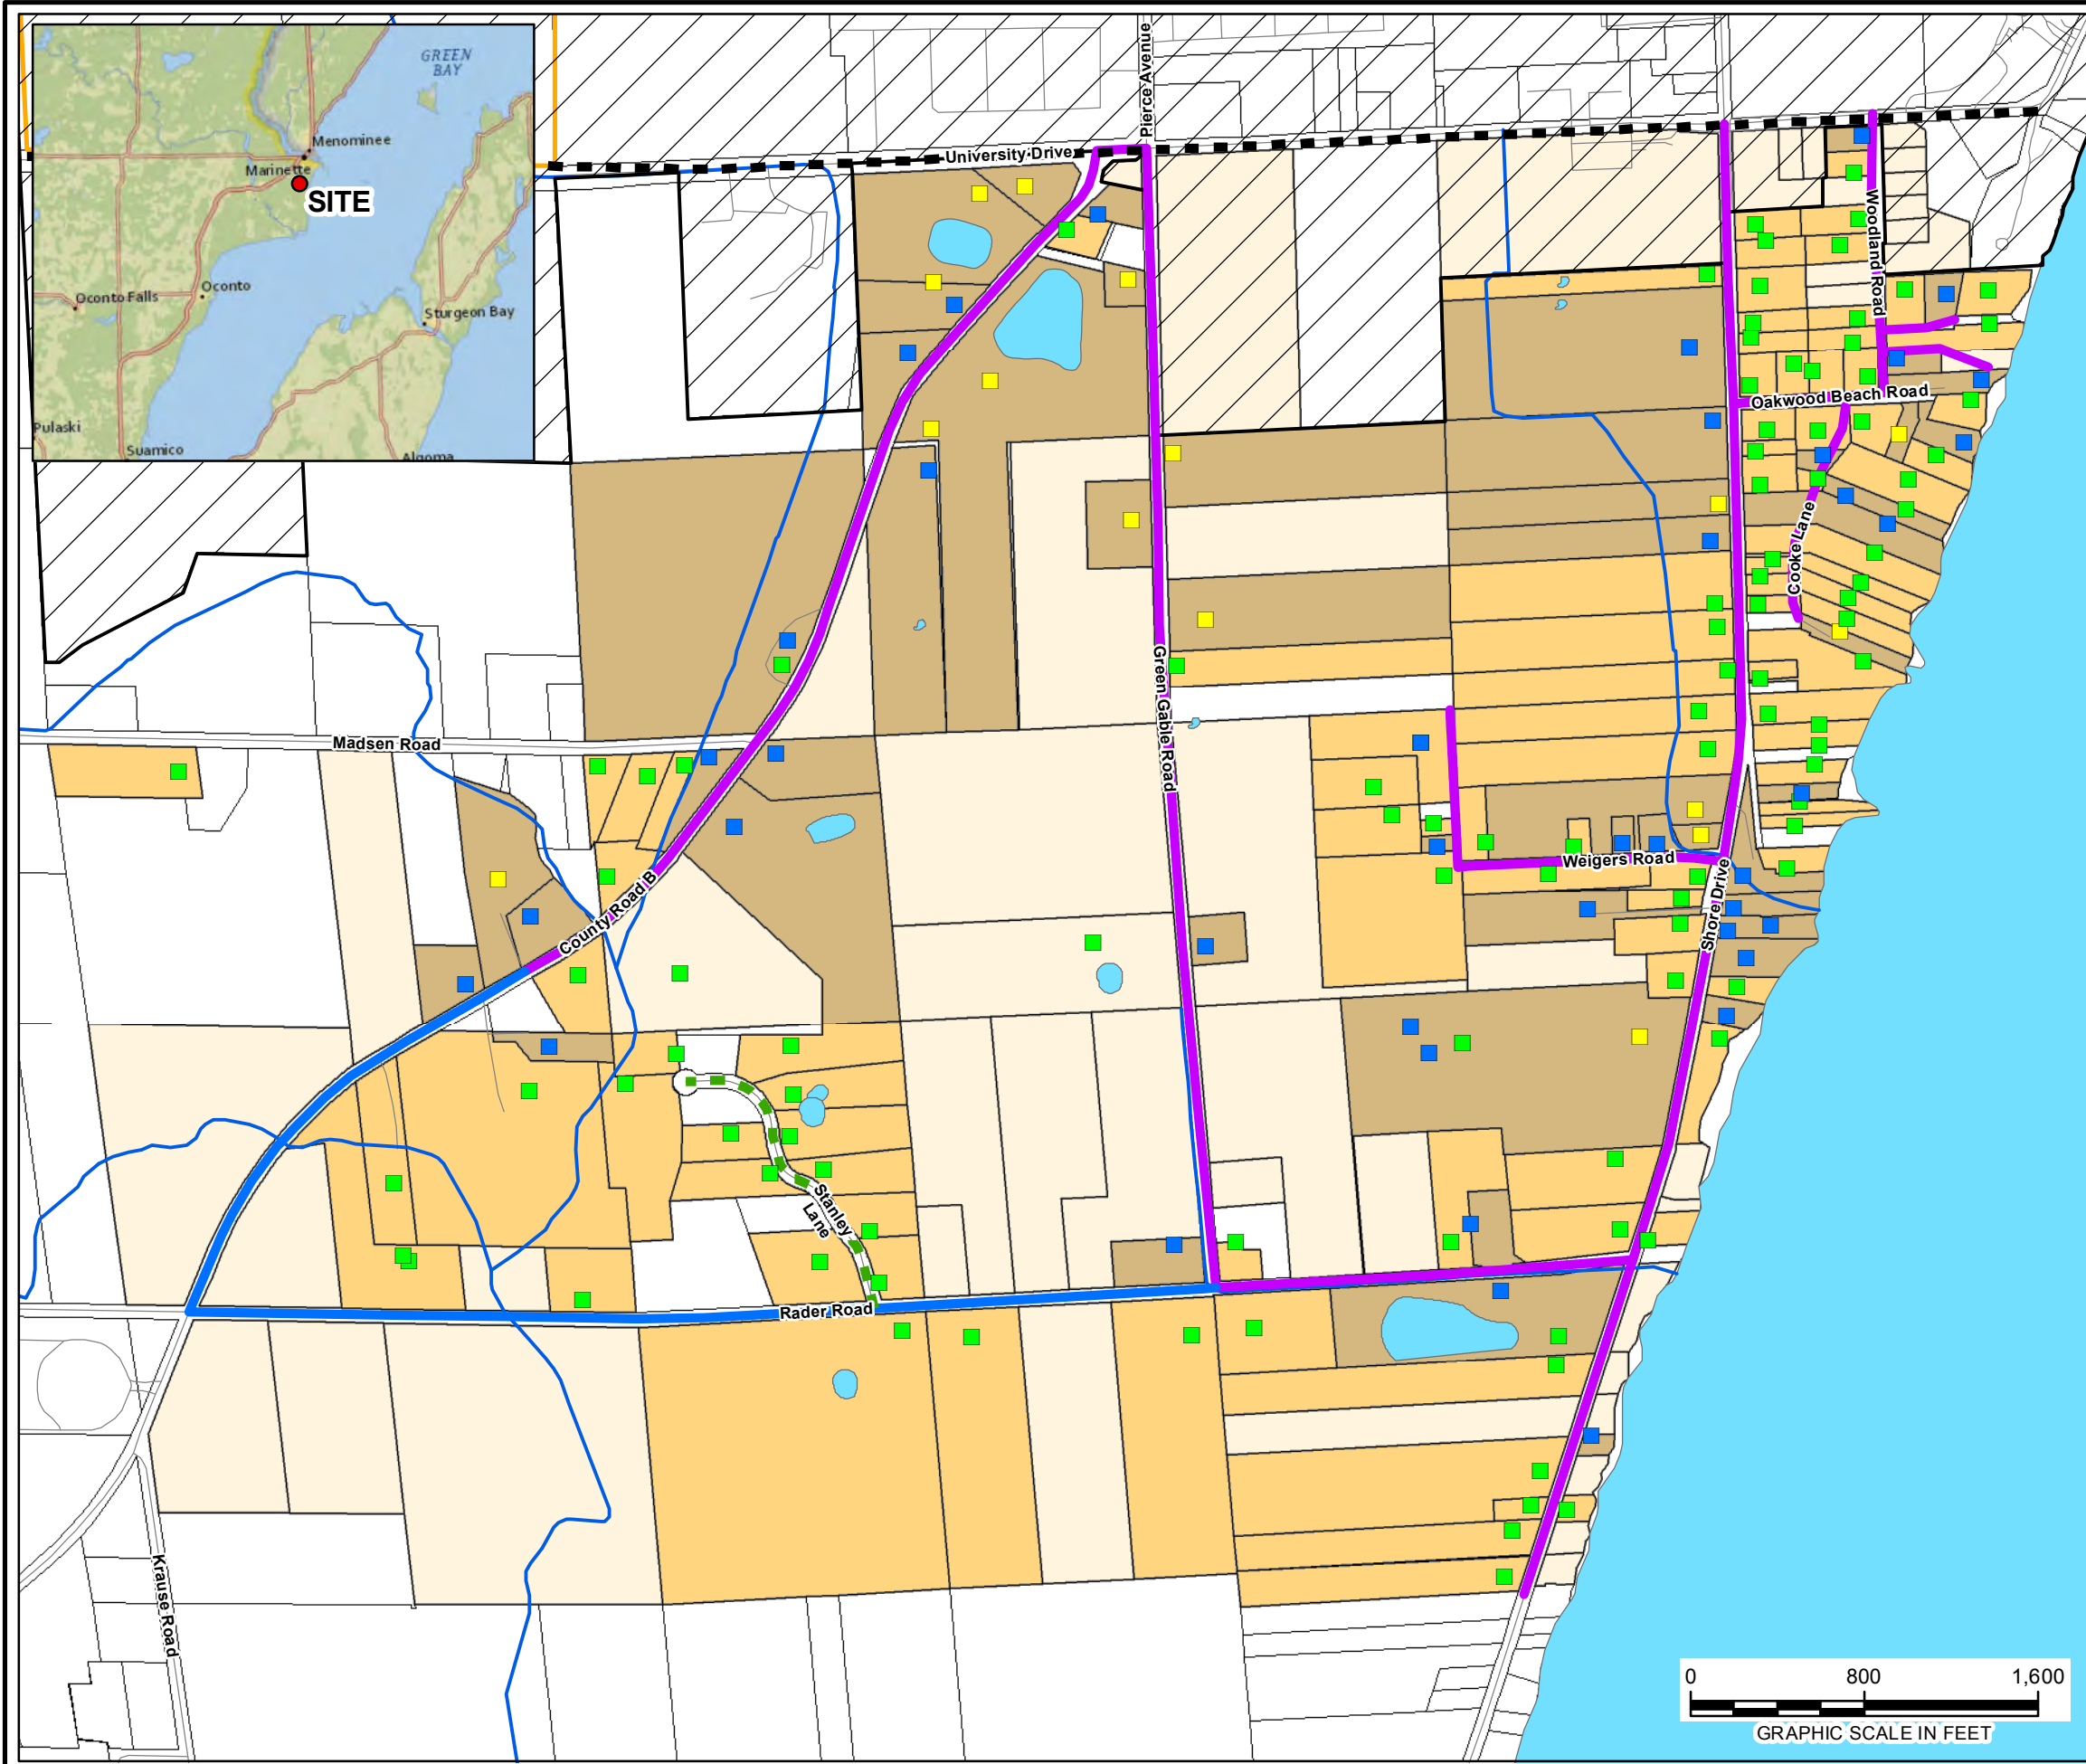 GREEN
BAY
Menominee
Marinette
SITE
Oconto Falls
Oconto
Sturgeon Bay
Pulaski
Suamico
Algoma
Pierce Avenue
University Drive
Woodland Road
Oakwood Beach Road
Cooke Lane
Green Gable Road
Madsen Road
Weigers Road
County Road B
Shore Drive
Stanley
Lane
Rader Road
Krause Road
0 800 1,600
GRAPHIC SCALE IN FEET